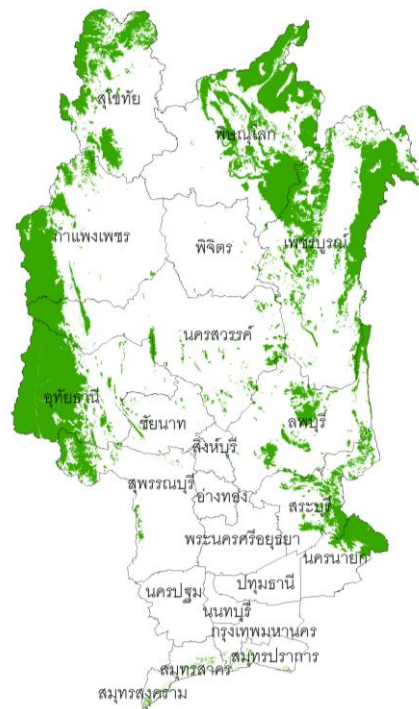 สุโขทัย
พิษณุโลก
กำแพงเพชร
พิจิตร
เพชรบูรณ์
นครสวรรค์
อุทัยธานี
ชัยนาท
ลพบุรี
สิงห์บุรี
สุพรรณบุรี
อ่างทอง
สระบุรี
พระนครศรีอยุธยา
นครนายก
ปทุมธานี
นครปฐม
นนทบุรี
กรุงเทพมหานคร
สมุทรปราการ
สมุทรสาคร
สมุทรสงคราม